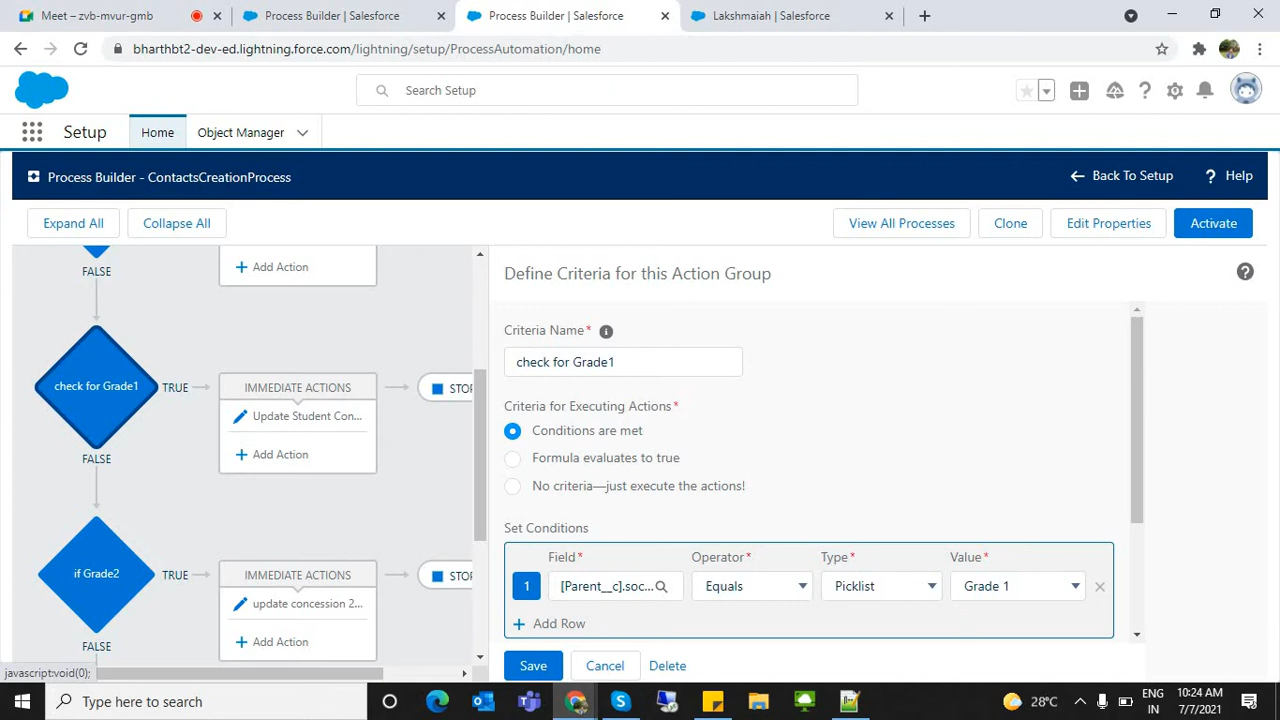 Meet – zvb-mvur-gmb
Process Builder | Salesforce
Process Builder | Salesforce
Lakshmaiah | Salesforce
bharthbt2-dev-ed.lightning.force.com/lightning/setup/ProcessAutomation/home
Search Setup
Setup
Home
Object Manager
Process Builder - ContactsCreationProcess
Back To Setup
? Help
Expand All
Collapse All
View All Processes
Clone
Edit Properties
Activate
FALSE
+ Add Action
check for Grade1
TRUE
IMMEDIATE ACTIONS
STOP
Update Student Con...
+ Add Action
FALSE
if Grade2
TRUE
IMMEDIATE ACTIONS
STOP
update concession 2...
+ Add Action
FALSE
javascript:void(0);
Define Criteria for this Action Group
Criteria Name*
check for Grade1
Criteria for Executing Actions*
Conditions are met
Formula evaluates to true
No criteria—just execute the actions!
Set Conditions
Field* Operator* Type* Value*
1 [Parent__c].soc... Equals Picklist Grade 1
+ Add Row
Save
Cancel
Delete
Type here to search
28°C
ENG
IN
10:24 AM
7/7/2021